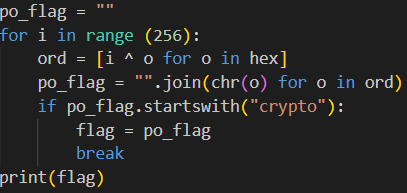 po_flag = ""
for i in range (256):
    ord = [i ^ o for o in hex]
    po_flag = "".join(chr(o) for o in ord)
    if po_flag.startswith("crypto"):
        flag = po_flag
        break
print(flag)